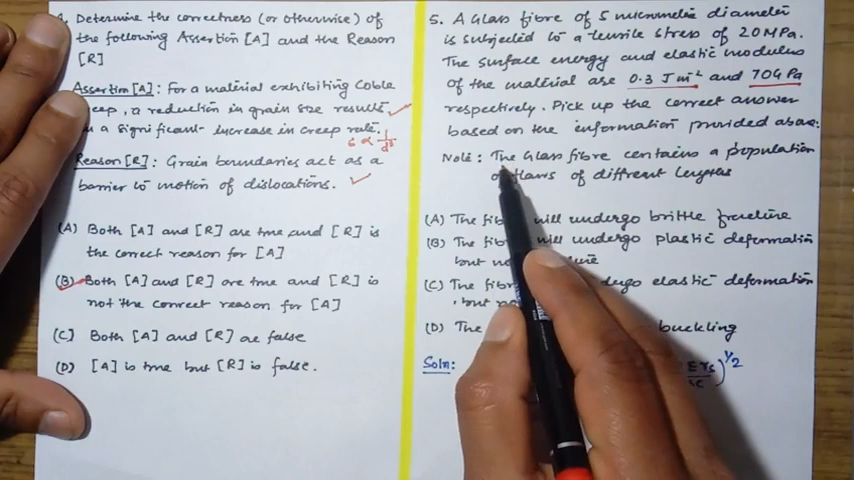 Determine the correctness (or otherwise) of
the following Assertion [A] and the Reason
[R]
Assertion [A]: For a material exhibiting Coble
creep, a reduction in grain size results
in a significant increase in creep rate.
Reason [R]: Grain boundaries act as a
barrier to motion of dislocations.
(A) Both [A] and [R] are true and [R] is
the correct reason for [A]
(B) Both [A] and [R] are true and [R] is
not the correct reason for [A]
(C) Both [A] and [R] are false
(D) [A] is true but [R] is false.
5. A Glass fibre of 5 micrometre diameter
is subjected to a tensile stress of 20 MPa.
The surface energy and elastic modulus
of the material are 0.3 J m⁻² and 70 GPa
respectively. Pick up the correct answer
based on the information provided above:
Note: The Glass fibre contains a population
of flaws of different lengths
(A) The fibre will undergo brittle fracture
(B) The fib will undergo plastic deformation
but no
(C) The fibr undergo elastic deformation
but no
(D) The buckling
Soln: